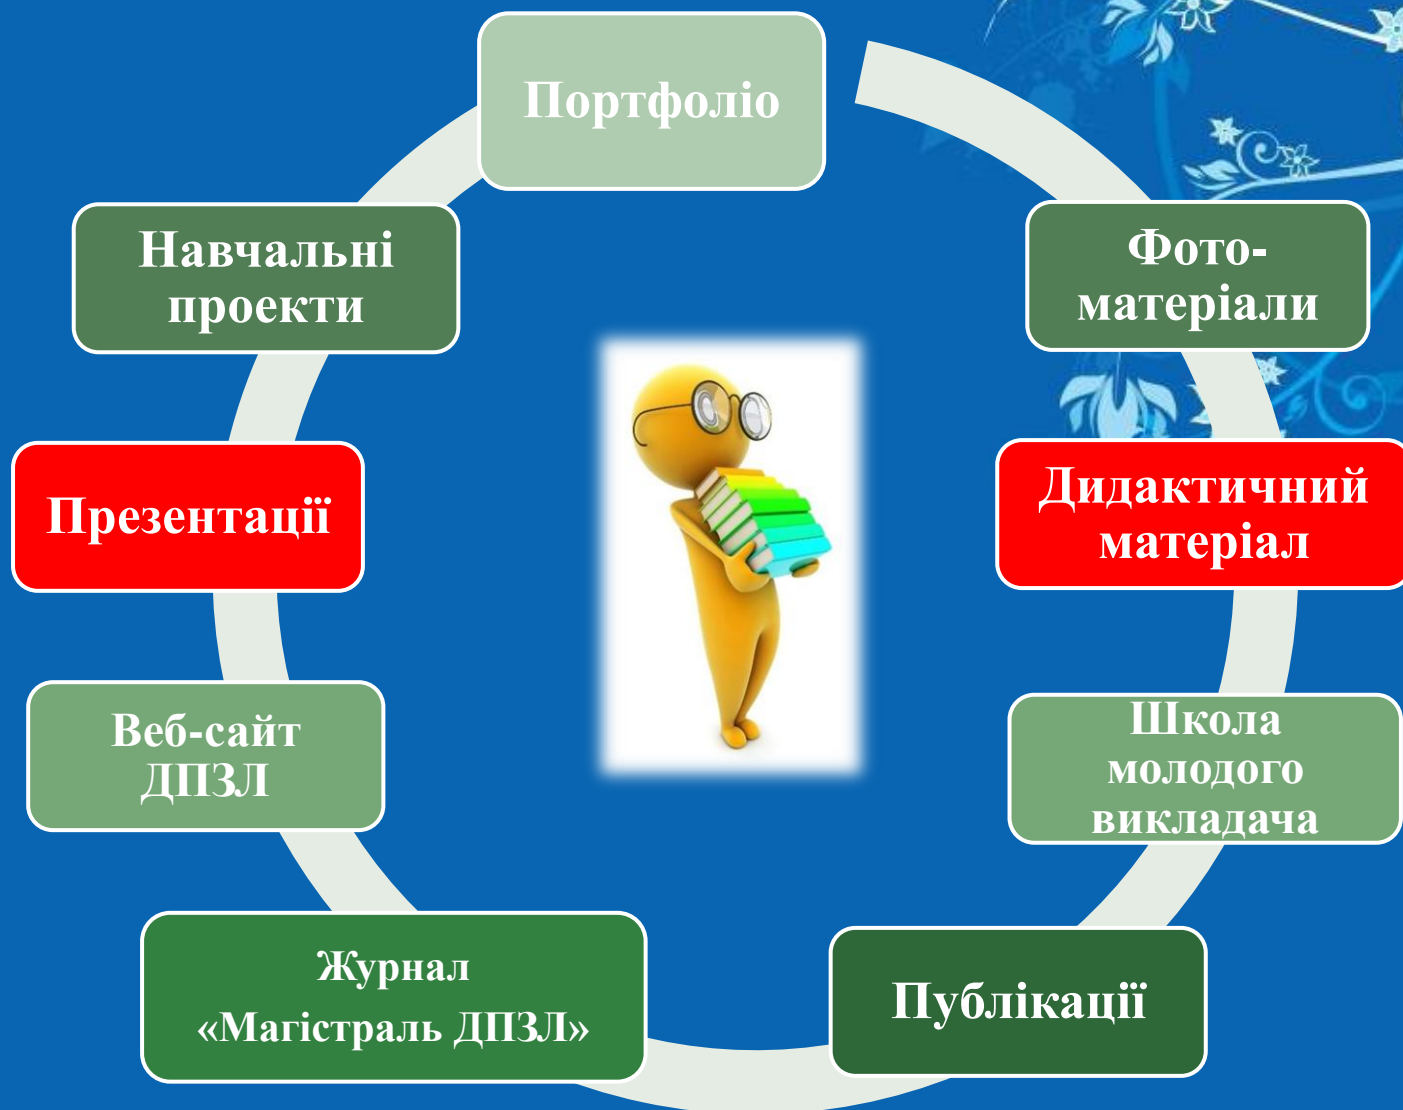 Портфоліо
Фото-
матеріали
Дидактичний
матеріал
Школа
молодого
викладача
Публікації
Журнал
«Магістраль ДПЗЛ»
Веб-сайт
ДПЗЛ
Презентації
Навчальні
проекти